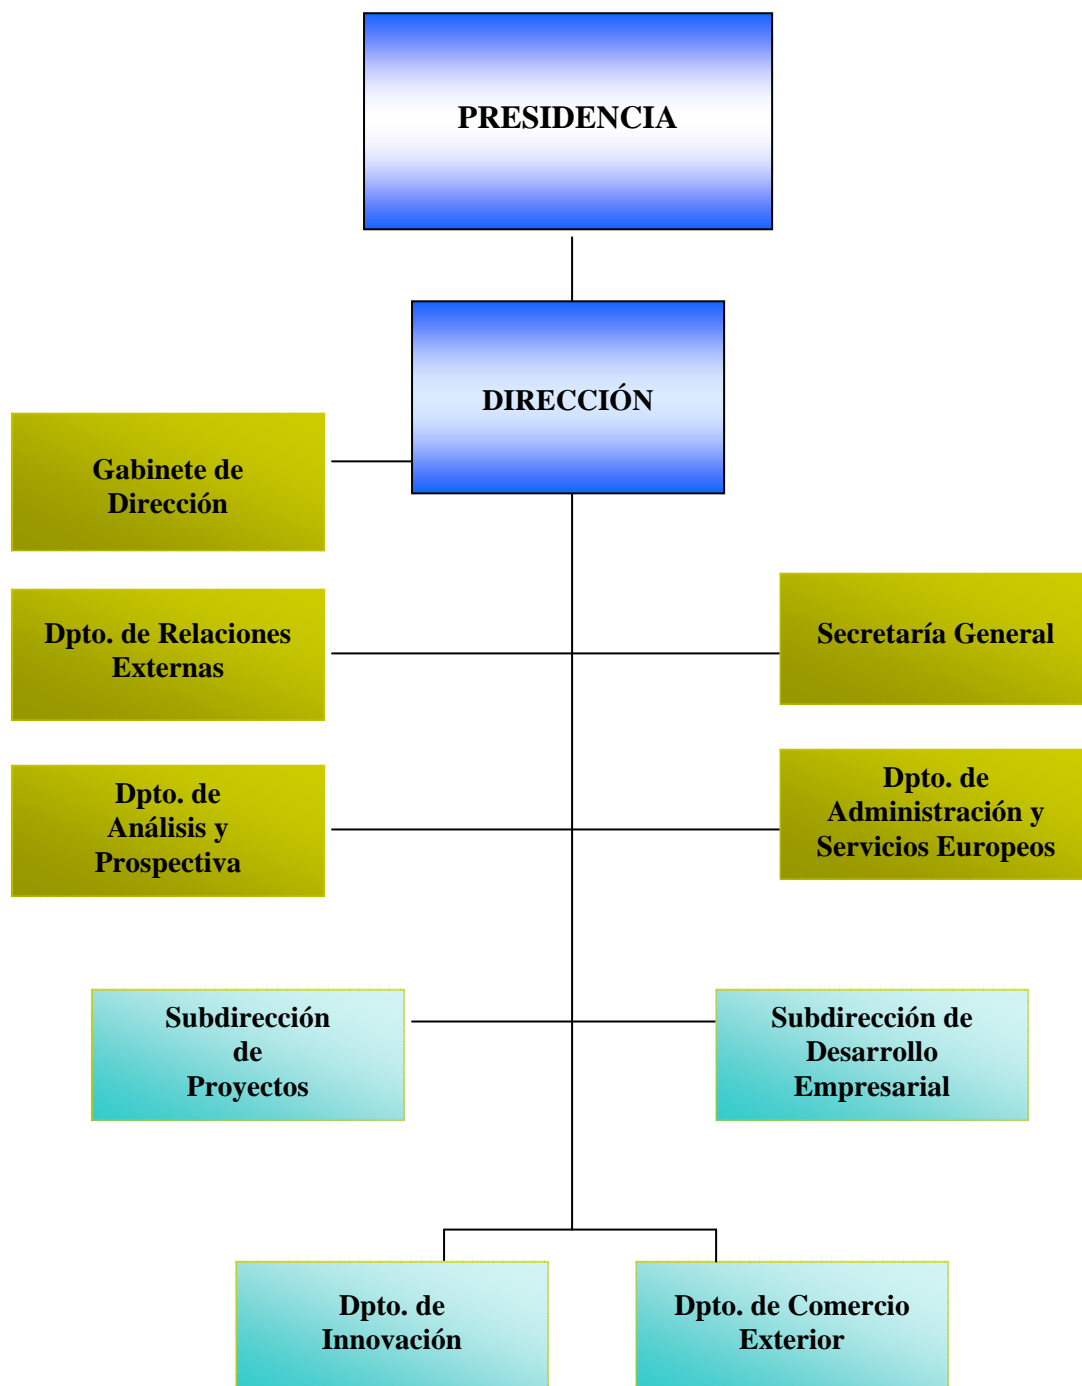 PRESIDENCIA
DIRECCIÓN
Gabinete de
Dirección
Dpto. de Relaciones
Externas
Secretaría General
Dpto. de
Análisis y
Prospectiva
Dpto. de
Administración y
Servicios Europeos
Subdirección
de
Proyectos
Subdirección de
Desarrollo
Empresarial
Dpto. de
Innovación
Dpto. de Comercio
Exterior